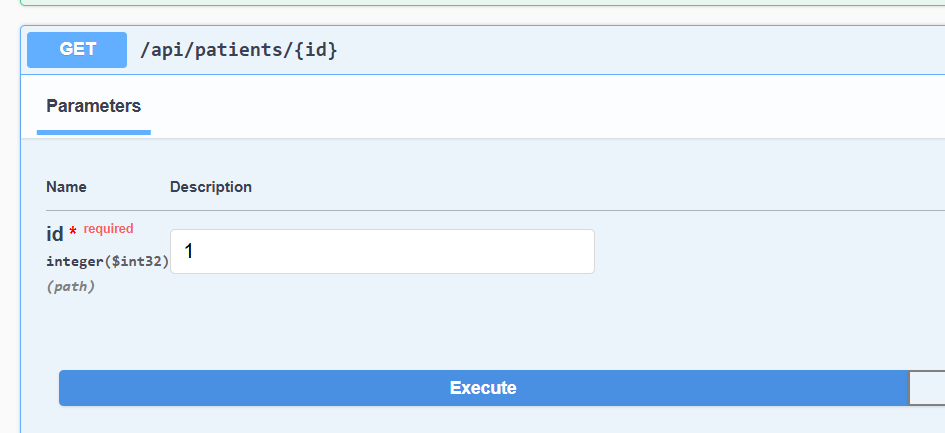 GET /api/patients/{id}
Parameters
Name Description
id * required
1
integer($int32)
(path)
Execute